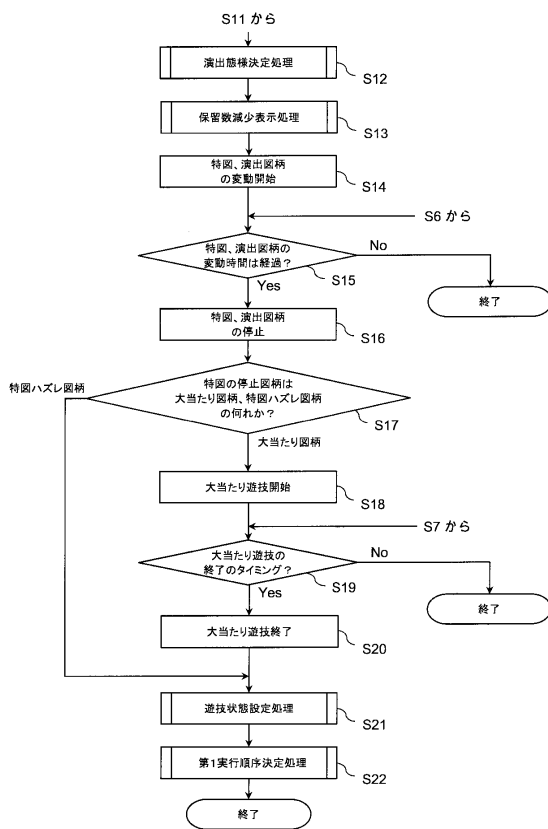 S11 から
演出態様決定処理
S12
保留数減少表示処理
S13
特図、演出図柄
の変動開始
S14
S6 から
特図、演出図柄の
変動時間は経過？
No
S15
Yes
終了
特図、演出図柄
の停止
S16
特図ハズレ図柄
特図の停止図柄は
大当たり図柄、特図ハズレ図柄
の何れか？
S17
大当たり図柄
大当たり遊技開始
S18
S7 から
大当たり遊技の
終了のタイミング？
No
S19
Yes
終了
大当たり遊技終了
S20
遊技状態設定処理
S21
第1実行順序決定処理
S22
終了